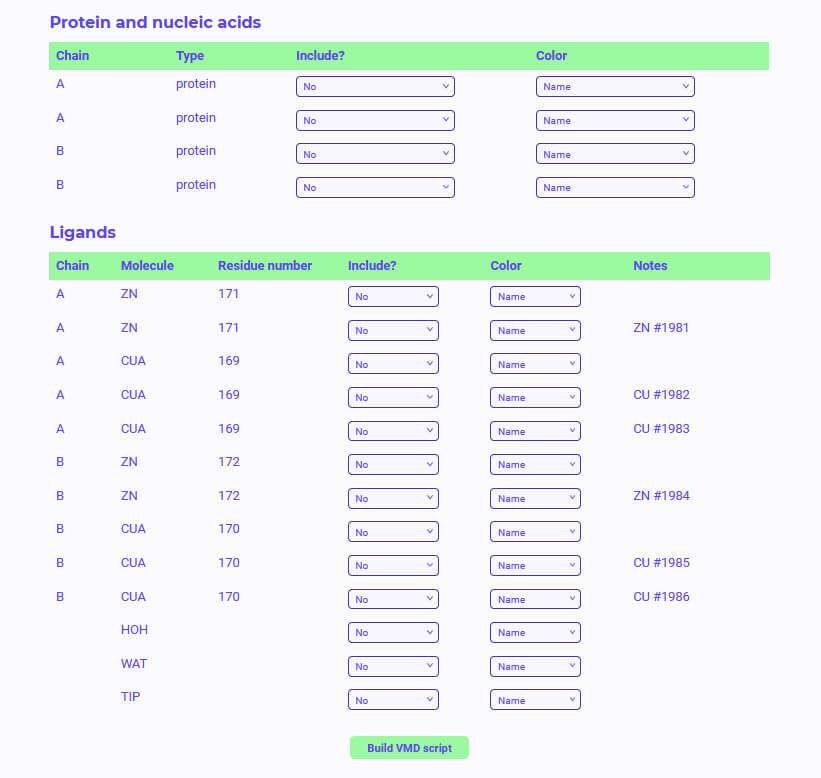 Protein and nucleic acids
Chain Type Include? Color
A protein No Name
A protein No Name
B protein No Name
B protein No Name
Ligands
Chain Molecule Residue number Include? Color Notes
A ZN 171 No Name
A ZN 171 No Name ZN #1981
A CUA 169 No Name
A CUA 169 No Name CU #1982
A CUA 169 No Name CU #1983
B ZN 172 No Name
B ZN 172 No Name ZN #1984
B CUA 170 No Name
B CUA 170 No Name CU #1985
B CUA 170 No Name CU #1986
HOH No Name
WAT No Name
TIP No Name
Build VMD script